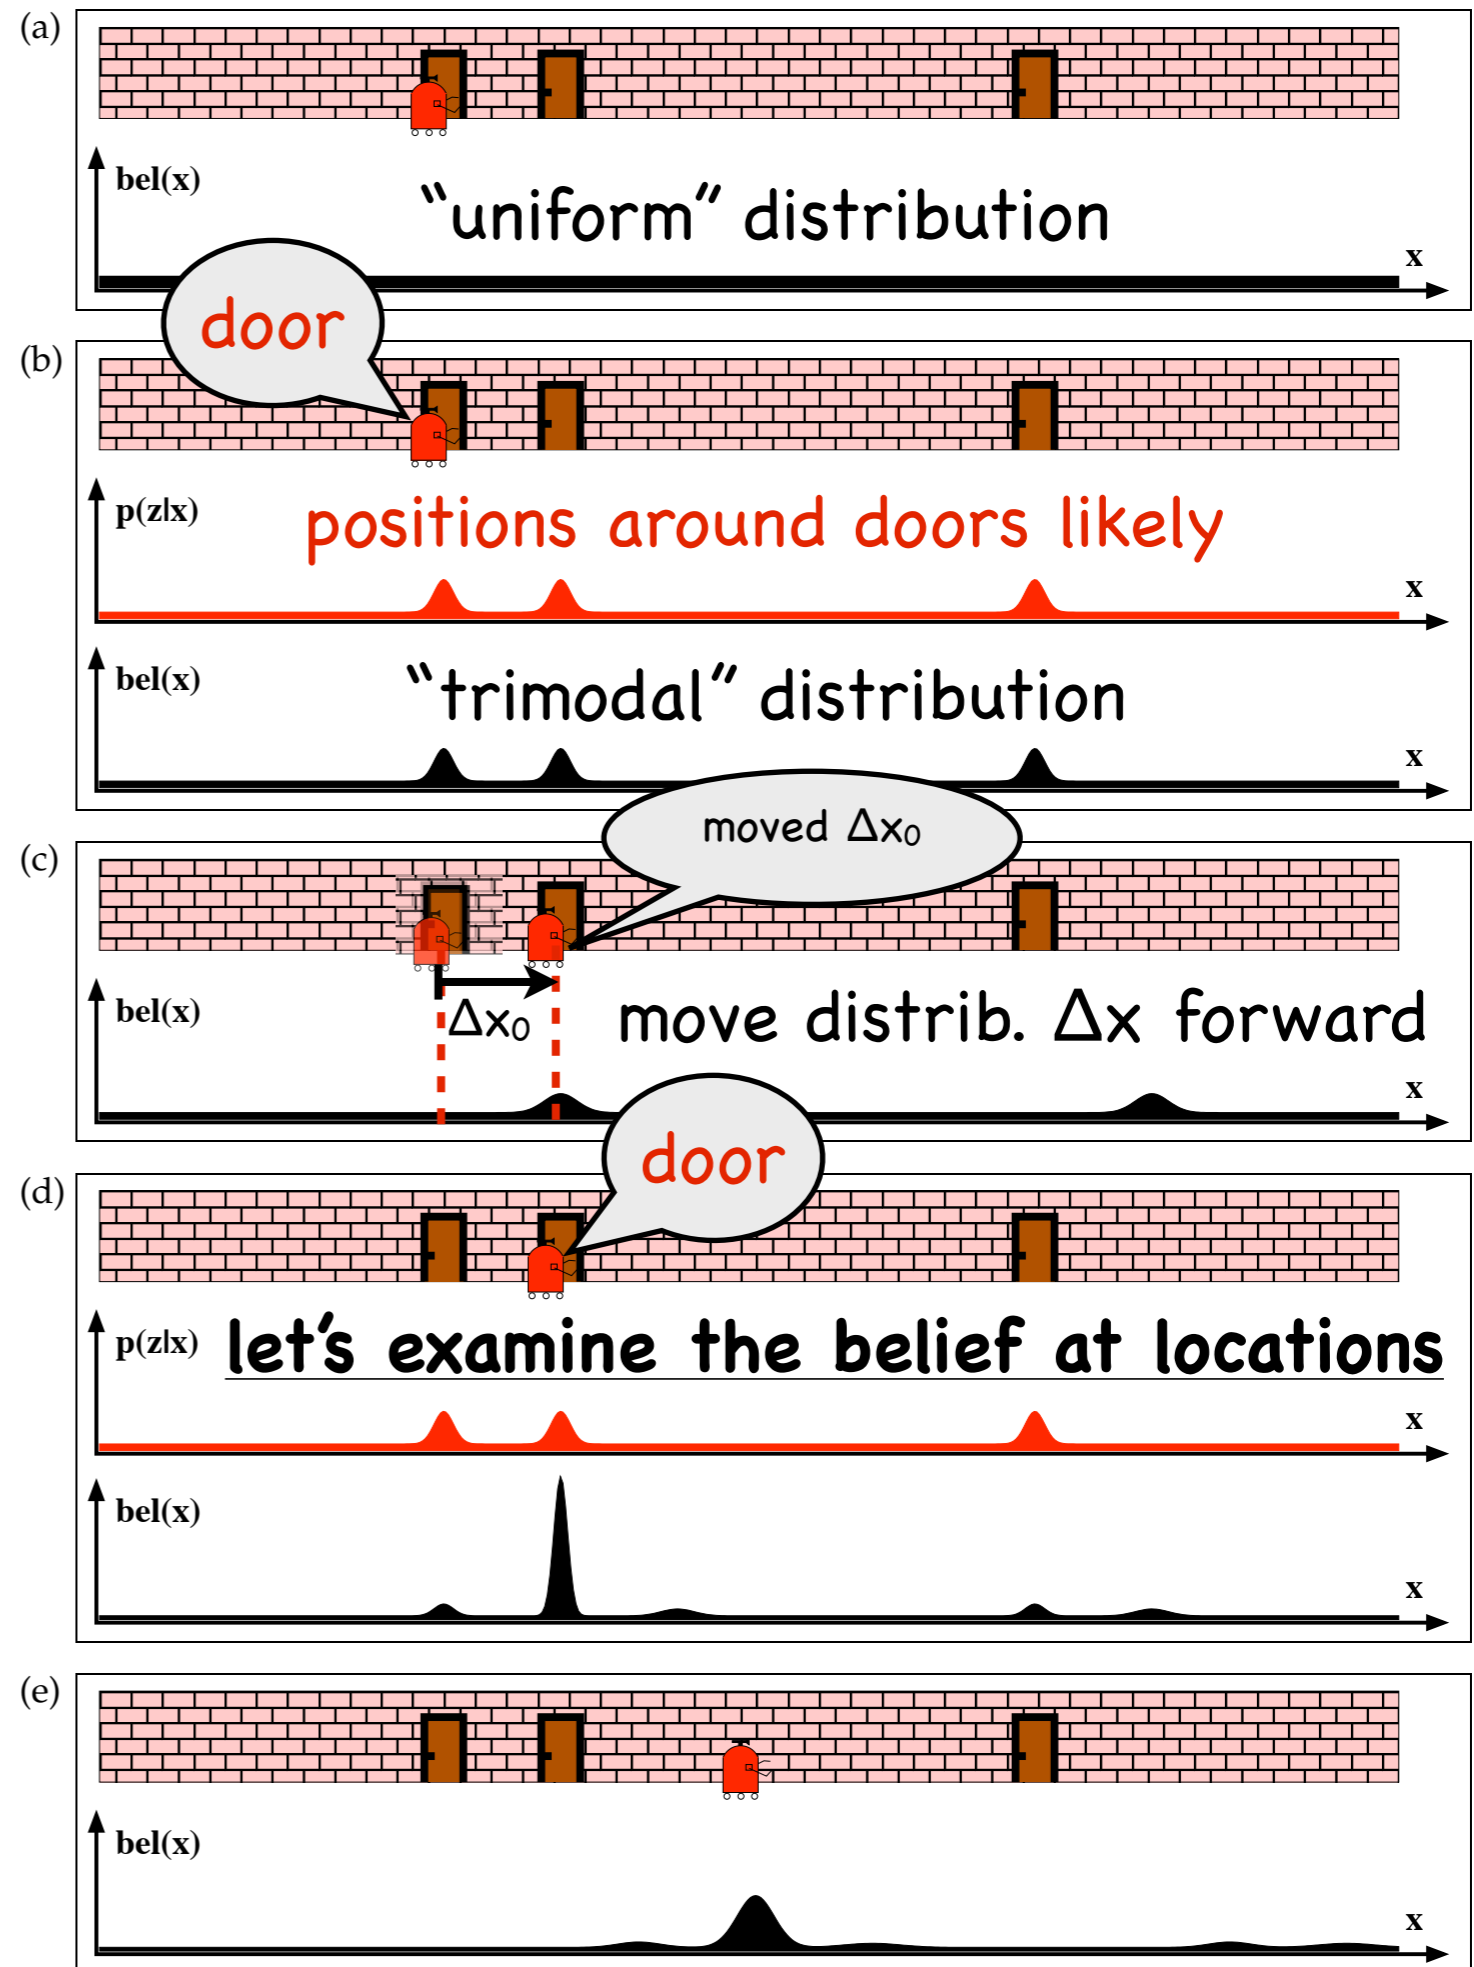 (a)
bel(x)
“uniform” distribution
x
door
(b)
p(z|x)
positions around doors likely
x
bel(x)
“trimodal” distribution
x
moved Δx₀
(c)
bel(x)
Δx₀
move distrib. Δx forward
x
door
(d)
p(z|x)
let’s examine the belief at locations
x
bel(x)
x
(e)
bel(x)
x